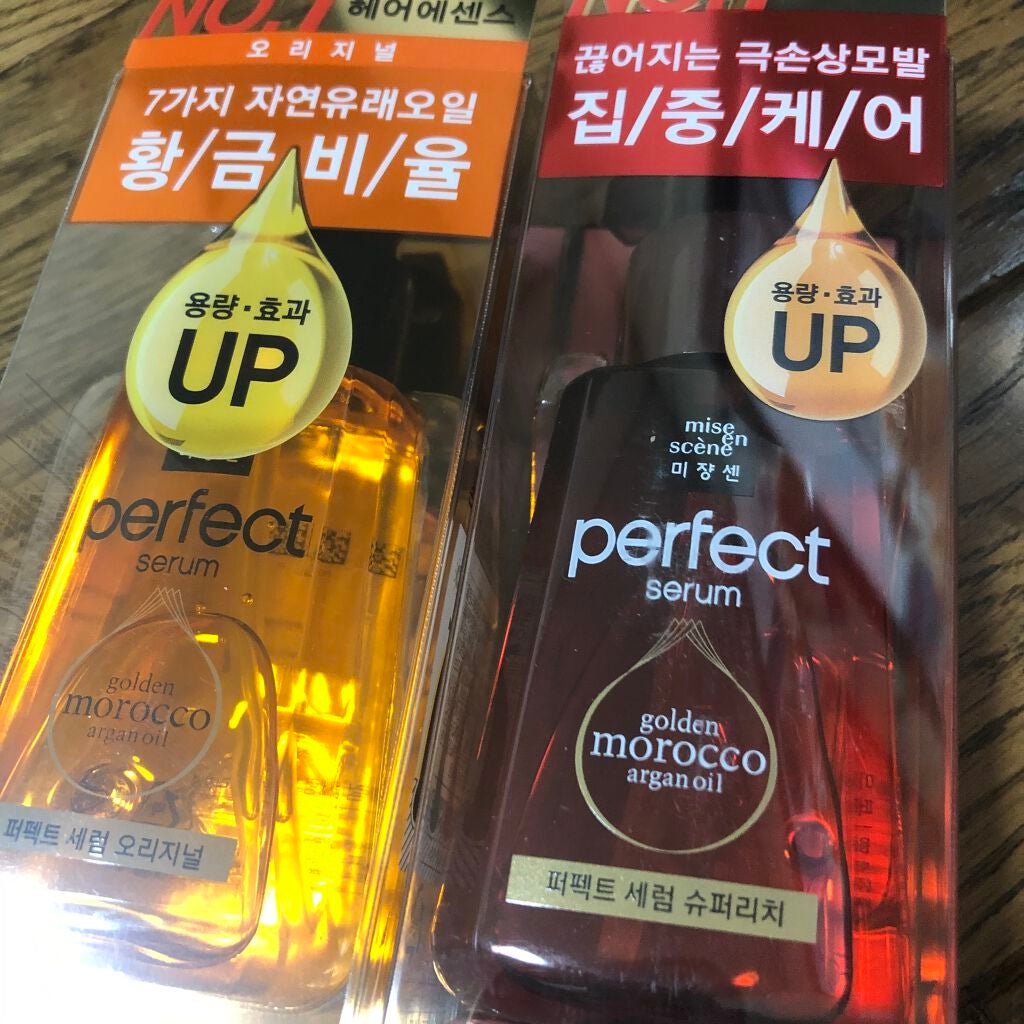 NO.1
헤어에센스
오리지널
7가지 자연유래오일
황/금 비/율
용량·효과
UP
perfect
serum
golden
morocco
argan oil
퍼펙트 세럼 오리지널
끊어지는 극손상모발
집/중/케/어
용량·효과
UP
mise
en
scène
미쟝센
perfect
serum
golden
morocco
argan oil
퍼펙트 세럼 슈퍼리치